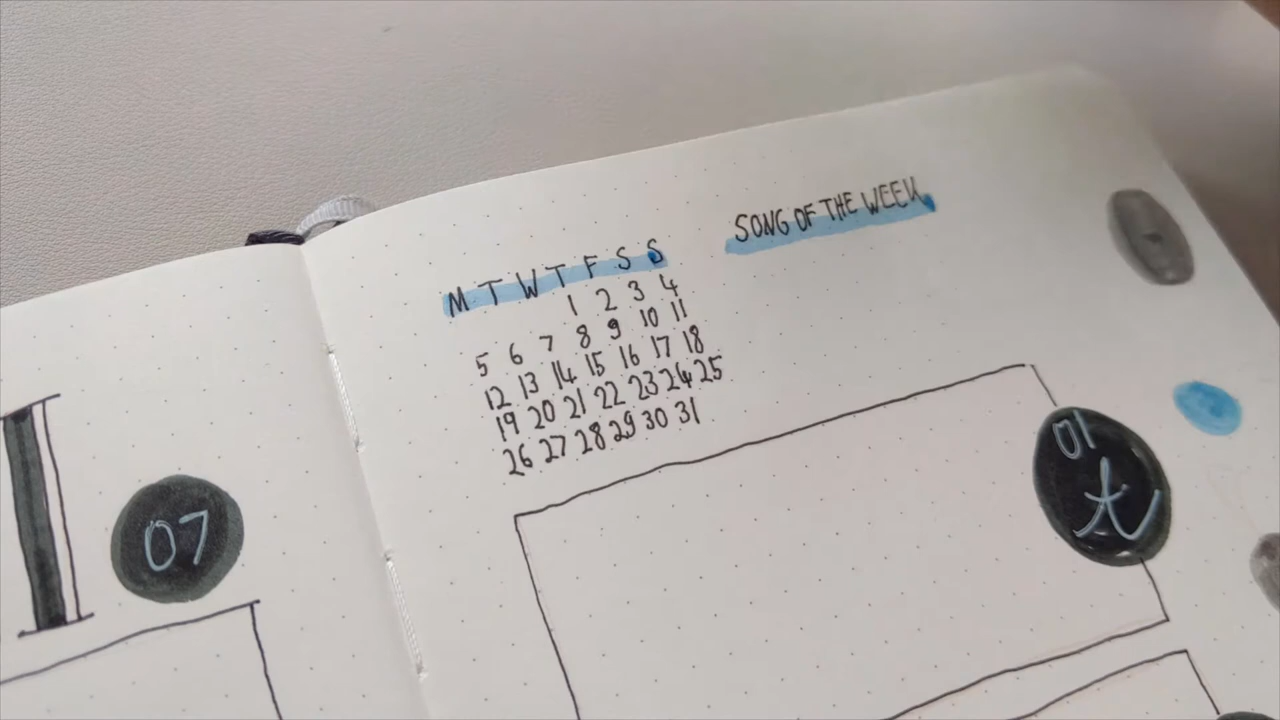 M T W T F S S
1 2 3 4
5 6 7 8 9 10 11
12 13 14 15 16 17 18
19 20 21 22 23 24 25
26 27 28 29 30 31
SONG OF THE WEEK
07
01